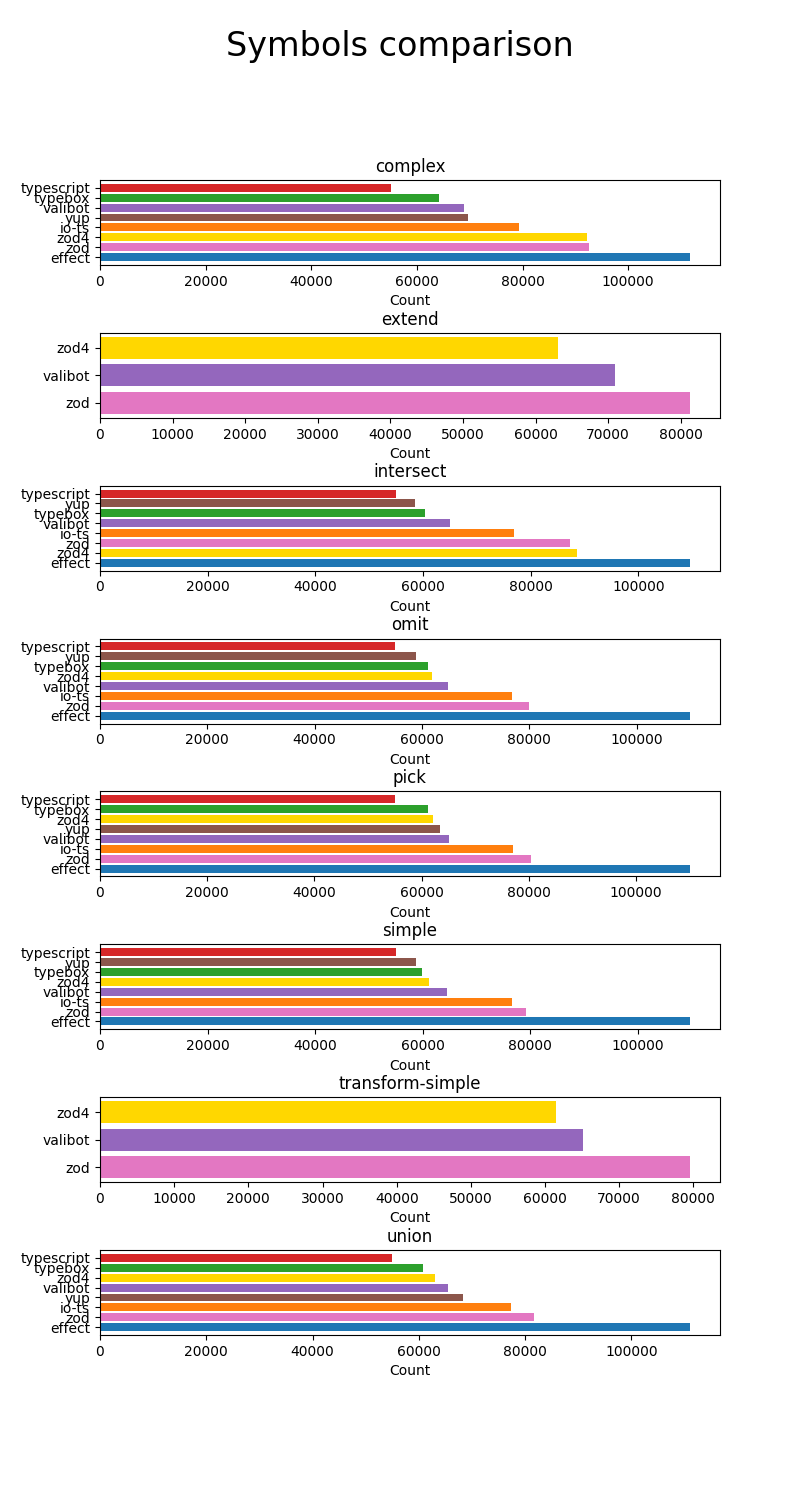 Symbols comparison
complex
typescript
typebox
valibot
yup
io-ts
zod4
zod
effect
0 20000 40000 60000 80000 100000
Count
extend
zod4
valibot
zod
0 10000 20000 30000 40000 50000 60000 70000 80000
Count
intersect
typescript
yup
typebox
valibot
io-ts
zod
zod4
effect
0 20000 40000 60000 80000 100000
Count
omit
typescript
yup
typebox
zod4
valibot
io-ts
zod
effect
0 20000 40000 60000 80000 100000
Count
pick
typescript
typebox
zod4
yup
valibot
io-ts
zod
effect
0 20000 40000 60000 80000 100000
Count
simple
typescript
yup
typebox
zod4
valibot
io-ts
zod
effect
0 20000 40000 60000 80000 100000
Count
transform-simple
zod4
valibot
zod
0 10000 20000 30000 40000 50000 60000 70000 80000
Count
union
typescript
typebox
zod4
valibot
yup
io-ts
zod
effect
0 20000 40000 60000 80000 100000
Count